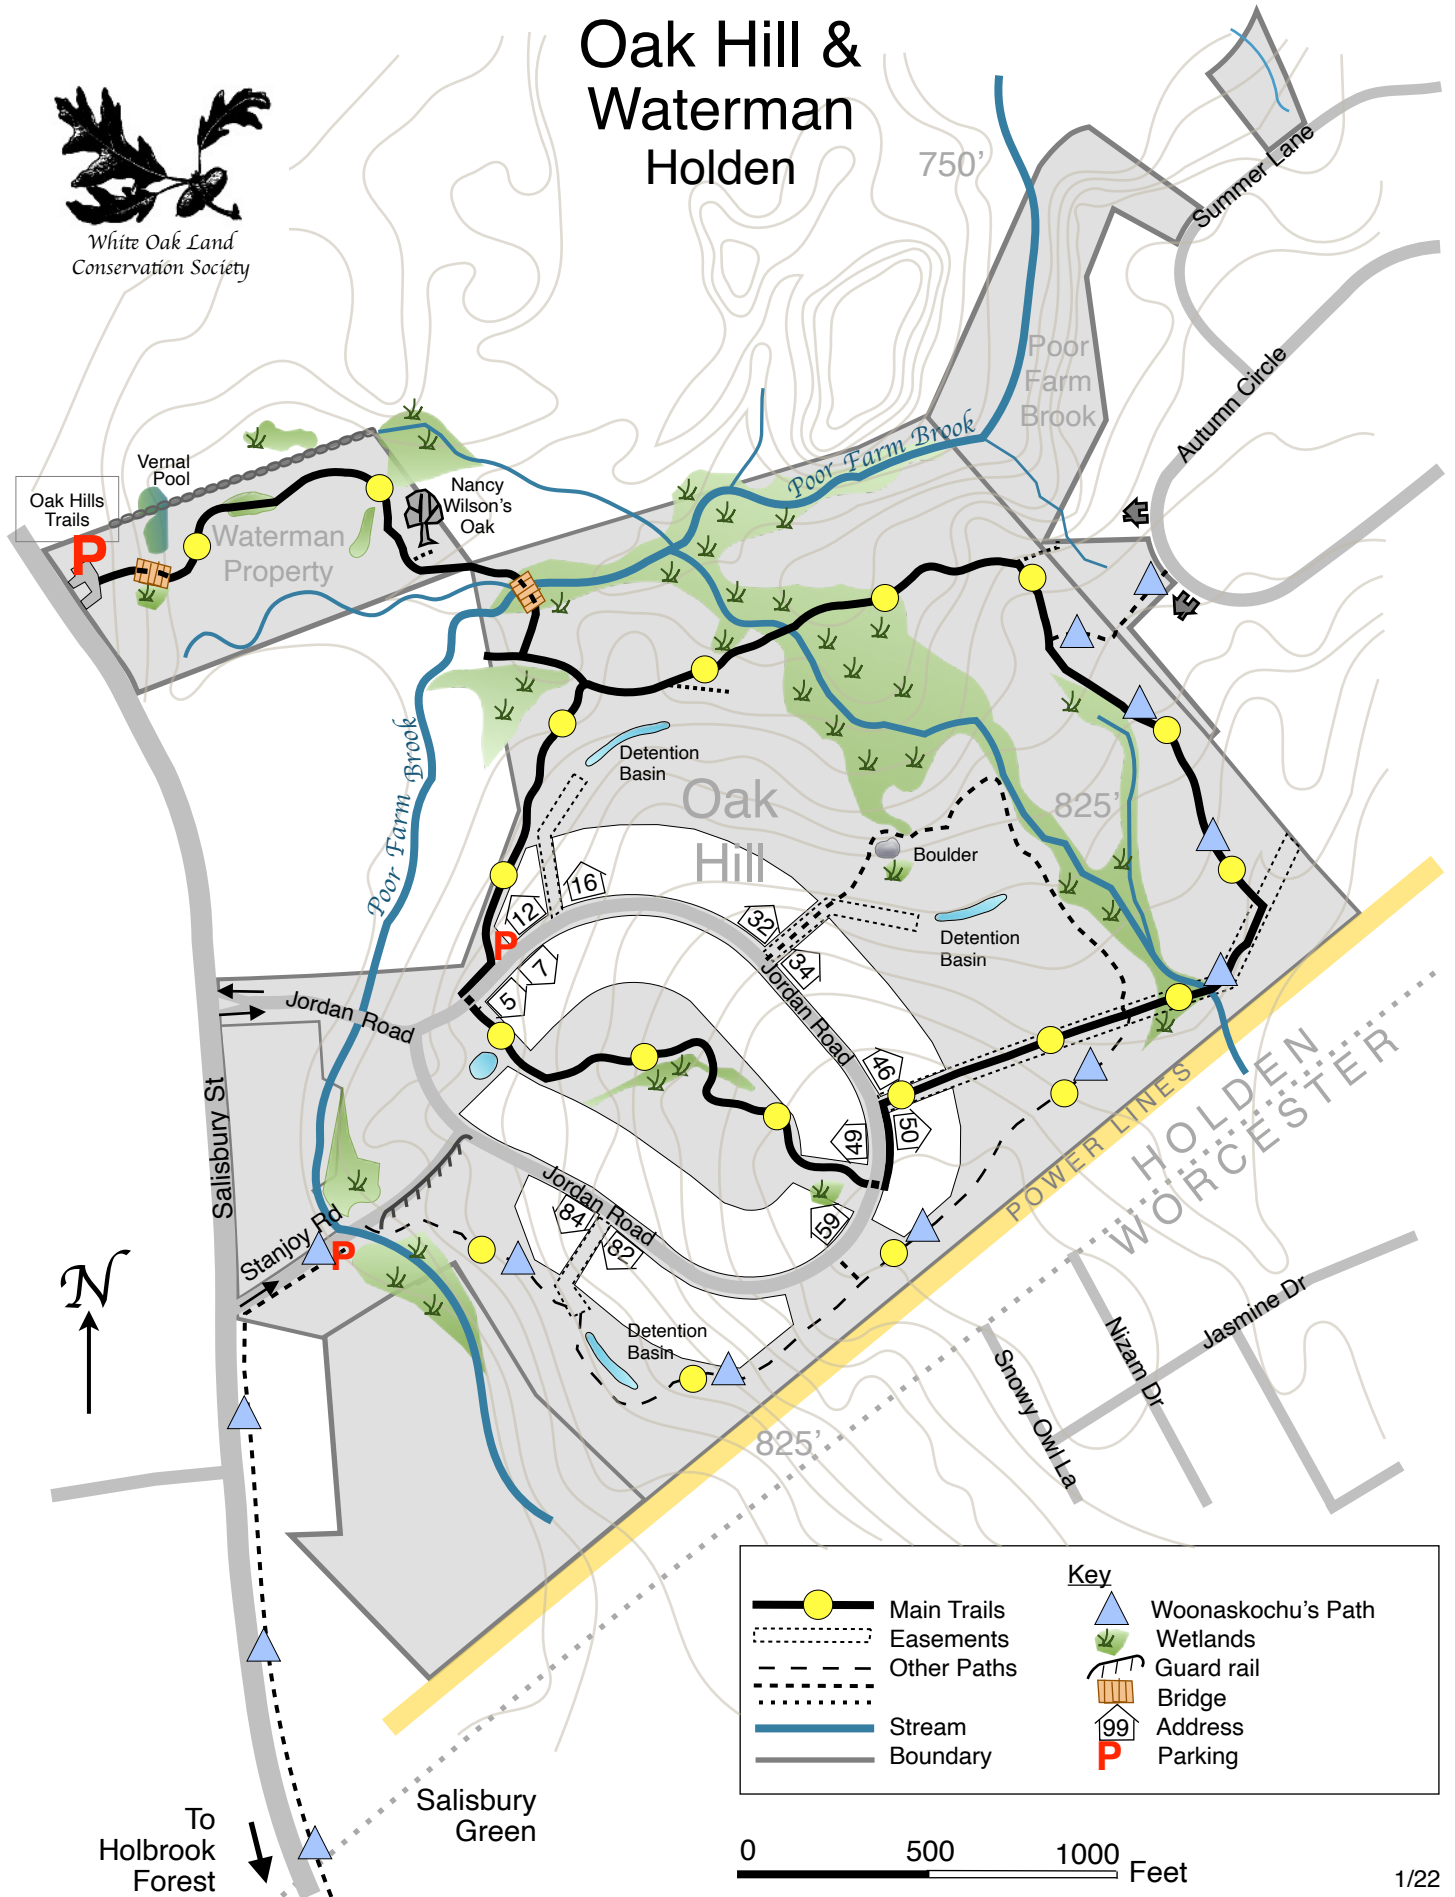 Oak Hill &
Waterman
Holden
White Oak Land
Conservation Society
750'
Summer Lane
Poor
Farm
Brook
Autumn Circle
Poor Farm Brook
Vernal
Pool
Oak Hills
Trails
P
Nancy
Wilson's
Oak
Waterman
Property
Poor Farm Brook
Detention
Basin
Oak
Hill
825'
Boulder
16
12
32
34
P
7
5
Detention
Basin
Jordan Road
Jordan Road
46
50
49
HOLDEN
WORCESTER
POWER LINES
Salisbury St
Stanjoy Rd
P
Jordan Road
84
82
59
N
Detention
Basin
825'
Jasmine Dr
Nizam Dr
Snowy Owl La
Key
Main Trails
Easements
Other Paths
Stream
Boundary
Woonaskochu's Path
Wetlands
Guard rail
Bridge
99 Address
P Parking
Salisbury
Green
To
Holbrook
Forest
0 500 1000 Feet
1/22